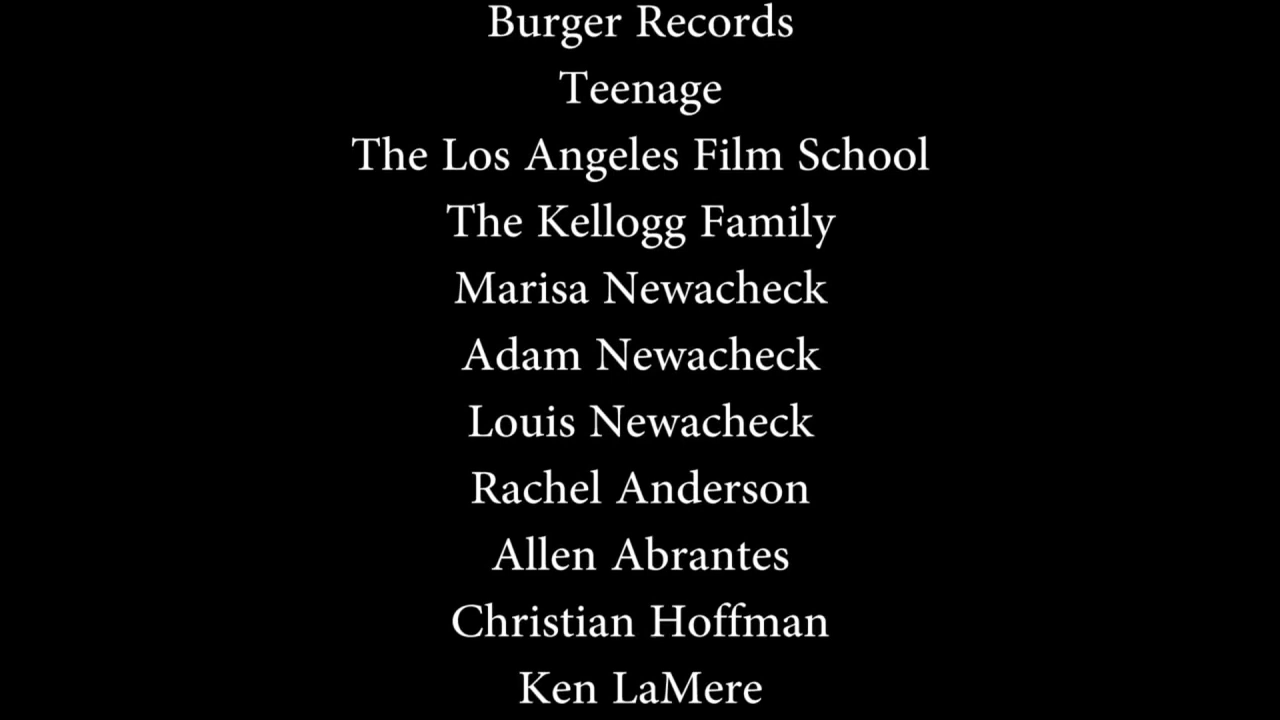 Burger Records
Teenage
The Los Angeles Film School
The Kellogg Family
Marisa Newacheck
Adam Newacheck
Louis Newacheck
Rachel Anderson
Allen Abrantes
Christian Hoffman
Ken LaMere